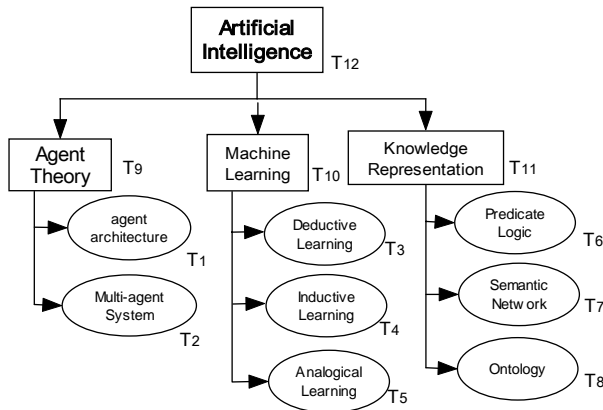 Artificial
Intelligence
T12
Agent
Theory
T9
Machine
Learning
T10
Knowledge
Representation
T11
agent
architecture
T1
Multi-agent
System
T2
Deductive
Learning
T3
Inductive
Learning
T4
Analogical
Learning
T5
Predicate
Logic
T6
Semantic
Network
T7
Ontology
T8